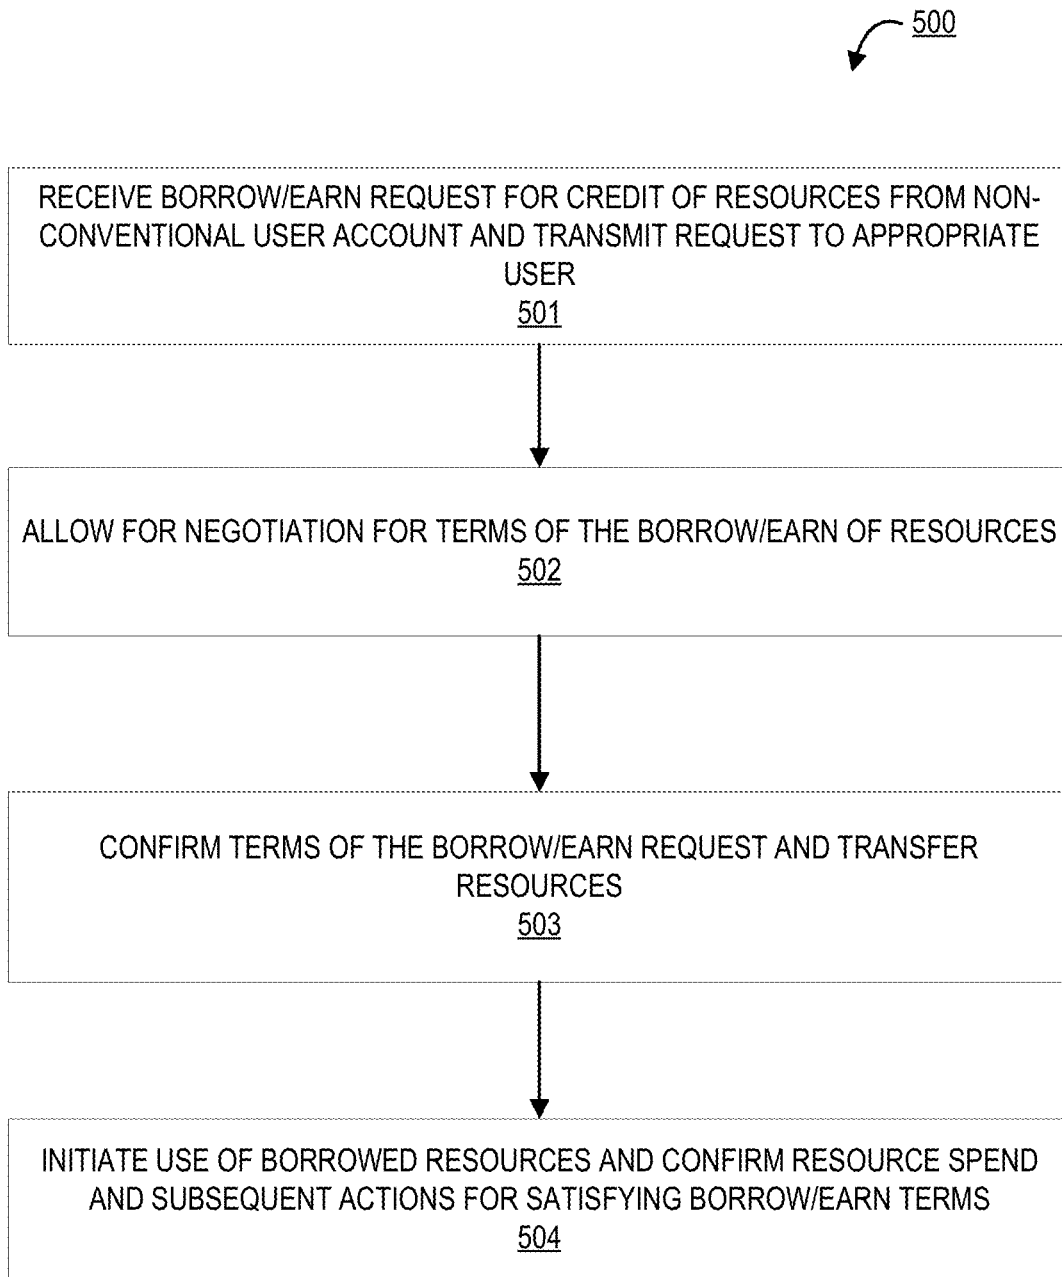 500
RECEIVE BORROW/EARN REQUEST FOR CREDIT OF RESOURCES FROM NON-
CONVENTIONAL USER ACCOUNT AND TRANSMIT REQUEST TO APPROPRIATE
USER
501
ALLOW FOR NEGOTIATION FOR TERMS OF THE BORROW/EARN OF RESOURCES
502
CONFIRM TERMS OF THE BORROW/EARN REQUEST AND TRANSFER
RESOURCES
503
INITIATE USE OF BORROWED RESOURCES AND CONFIRM RESOURCE SPEND
AND SUBSEQUENT ACTIONS FOR SATISFYING BORROW/EARN TERMS
504